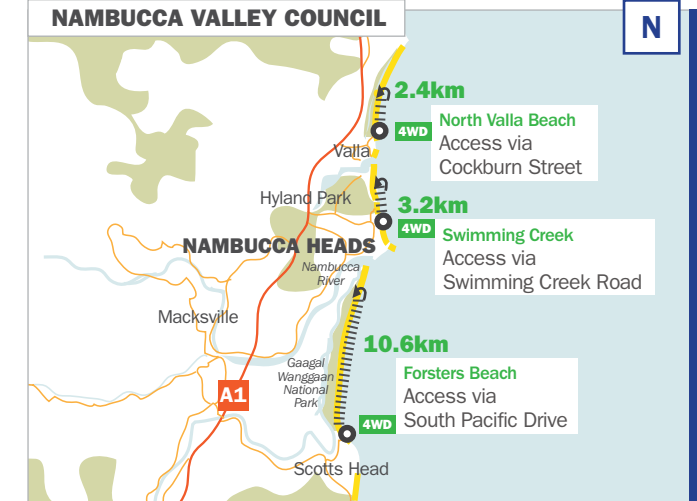 NAMBUCCA VALLEY COUNCIL
N
2.4km
4WD
North Valla Beach
Access via
Cockburn Street
Valla
Hyland Park
3.2km
4WD
Swimming Creek
Access via
Swimming Creek Road
NAMBUCCA HEADS
Nambucca
River
Macksville
10.6km
Gaagal
Wanggaan
National
Park
Forsters Beach
Access via
South Pacific Drive
4WD
A1
Scotts Head